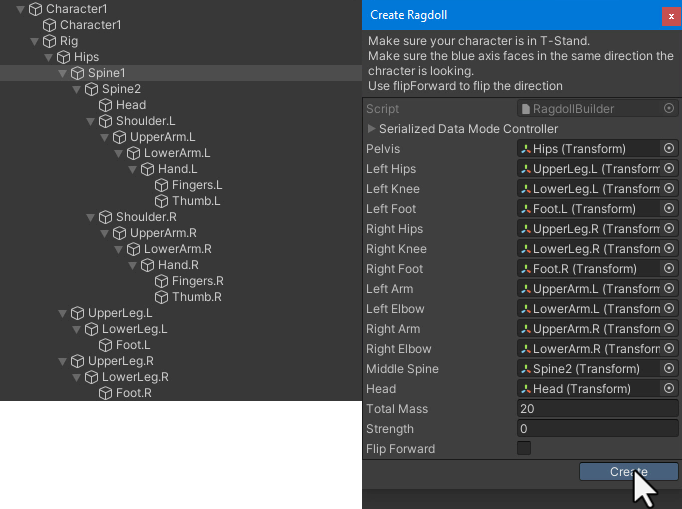 Character1
Character1
Rig
Hips
Spine1
Spine2
Head
Shoulder.L
UpperArm.L
LowerArm.L
Hand.L
Fingers.L
Thumb.L
Shoulder.R
UpperArm.R
LowerArm.R
Hand.R
Fingers.R
Thumb.R
UpperLeg.L
LowerLeg.L
Foot.L
UpperLeg.R
LowerLeg.R
Foot.R
Create Ragdoll x
Make sure your character is in T-Stand.
Make sure the blue axis faces in the same direction the
chracter is looking.
Use flipForward to flip the direction
Script RagdollBuilder
Serialized Data Mode Controller
Pelvis Hips (Transform)
Left Hips UpperLeg.L (Transform
Left Knee LowerLeg.L (Transform
Left Foot Foot.L (Transform)
Right Hips UpperLeg.R (Transform
Right Knee LowerLeg.R (Transform
Right Foot Foot.R (Transform)
Left Arm UpperArm.L (Transform
Left Elbow LowerArm.L (Transform
Right Arm UpperArm.R (Transform
Right Elbow LowerArm.R (Transform
Middle Spine Spine2 (Transform)
Head Head (Transform)
Total Mass 20
Strength 0
Flip Forward
Create